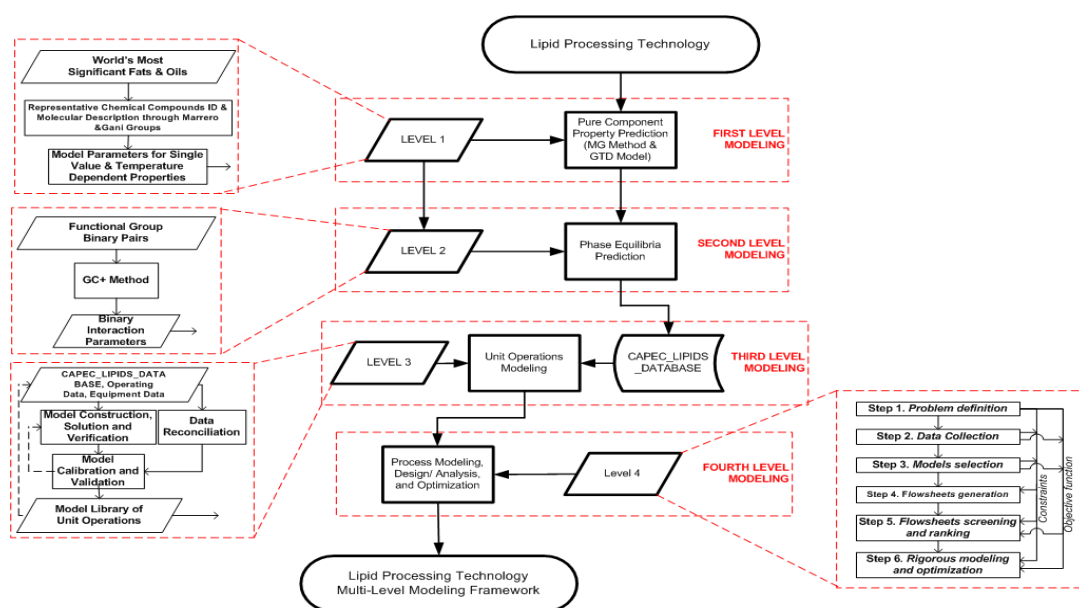 Lipid Processing Technology
World's Most
Significant Fats & Oils
Representative Chemical Compounds ID &
Molecular Description through Marrero
&Gani Groups
Model Parameters for Single
Value & Temperature
Dependent Properties
LEVEL 1
Pure Component
Property Prediction
(MG Method &
GTD Model)
FIRST LEVEL
MODELING
Functional Group
Binary Pairs
GC+ Method
Binary
Interaction
Parameters
LEVEL 2
Phase Equilibria
Prediction
SECOND LEVEL
MODELING
CAPEC_LIPIDS_DATA
BASE, Operating
Data, Equipment Data
Model Construction,
Solution and
Verification
Data
Reconciliation
Model
Calibration and
Validation
Model Library of
Unit Operations
LEVEL 3
Unit Operations
Modeling
CAPEC_LIPIDS
_DATABASE
THIRD LEVEL
MODELING
Process Modeling,
Design/ Analysis,
and Optimization
Level 4
FOURTH LEVEL
MODELING
Step 1. Problem definition
Step 2. Data Collection
Step 3. Models selection
Step 4. Flowsheets generation
Step 5. Flowsheets screening
and ranking
Step 6. Rigorous modeling
and optimization
Constraints
Objective function
Lipid Processing Technology
Multi-Level Modeling Framework